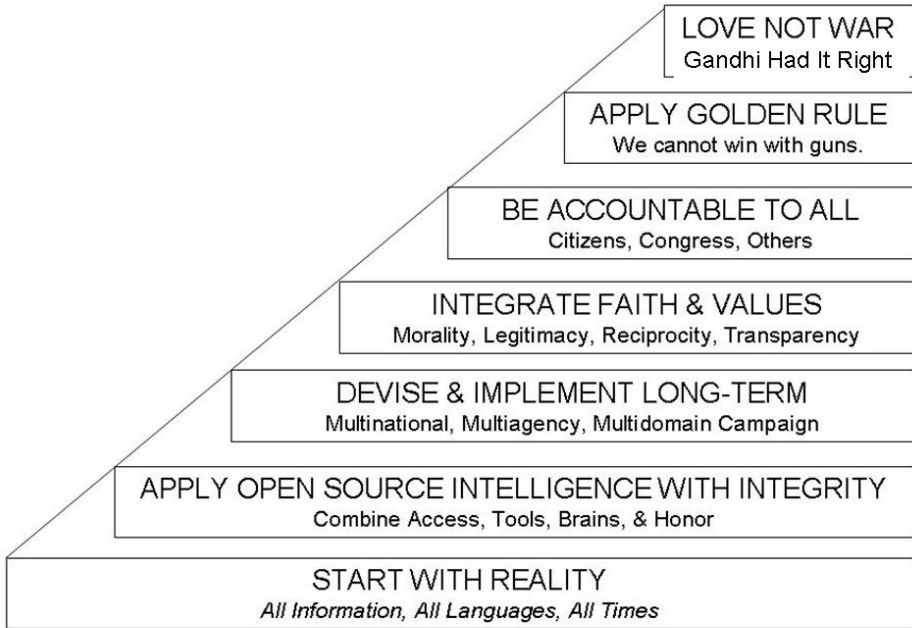 LOVE NOT WAR
Gandhi Had It Right
APPLY GOLDEN RULE
We cannot win with guns.
BE ACCOUNTABLE TO ALL
Citizens, Congress, Others
INTEGRATE FAITH & VALUES
Morality, Legitimacy, Reciprocity, Transparency
DEVISE & IMPLEMENT LONG-TERM
Multinational, Multiagency, Multidomain Campaign
APPLY OPEN SOURCE INTELLIGENCE WITH INTEGRITY
Combine Access, Tools, Brains, & Honor
START WITH REALITY
All Information, All Languages, All Times